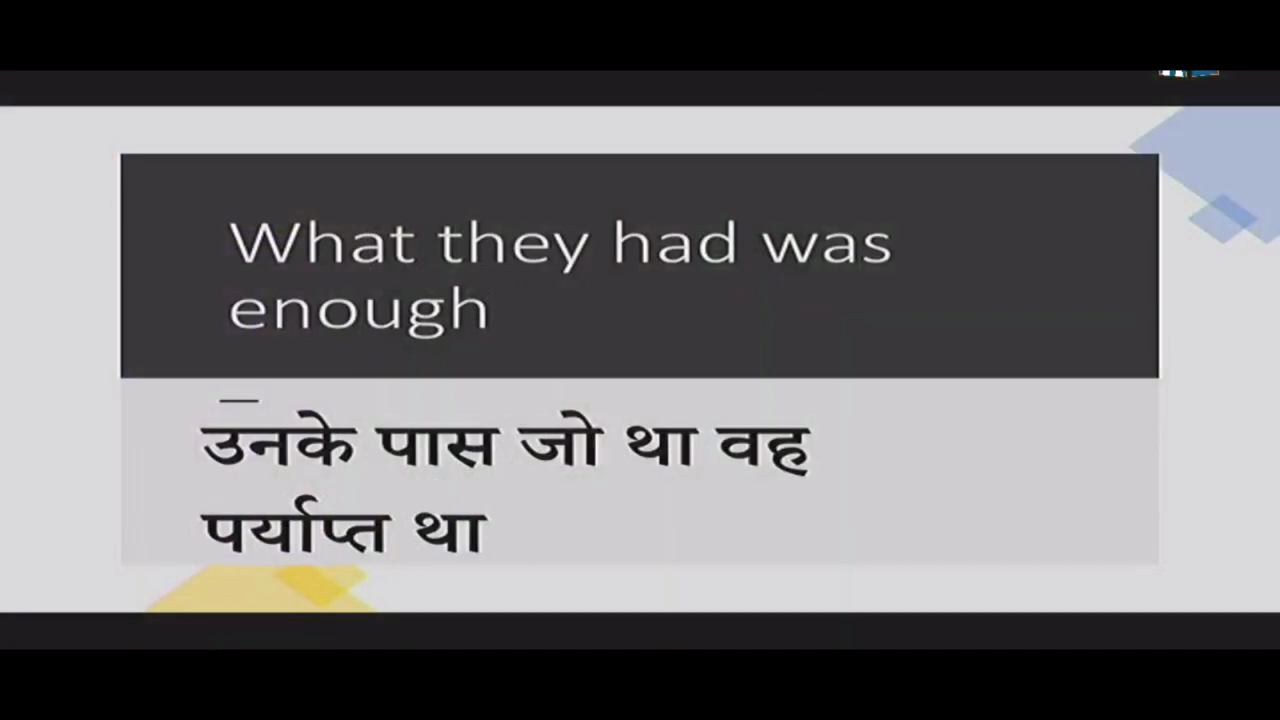 What they had was
enough
उनके पास जो था वह
पर्याप्त था